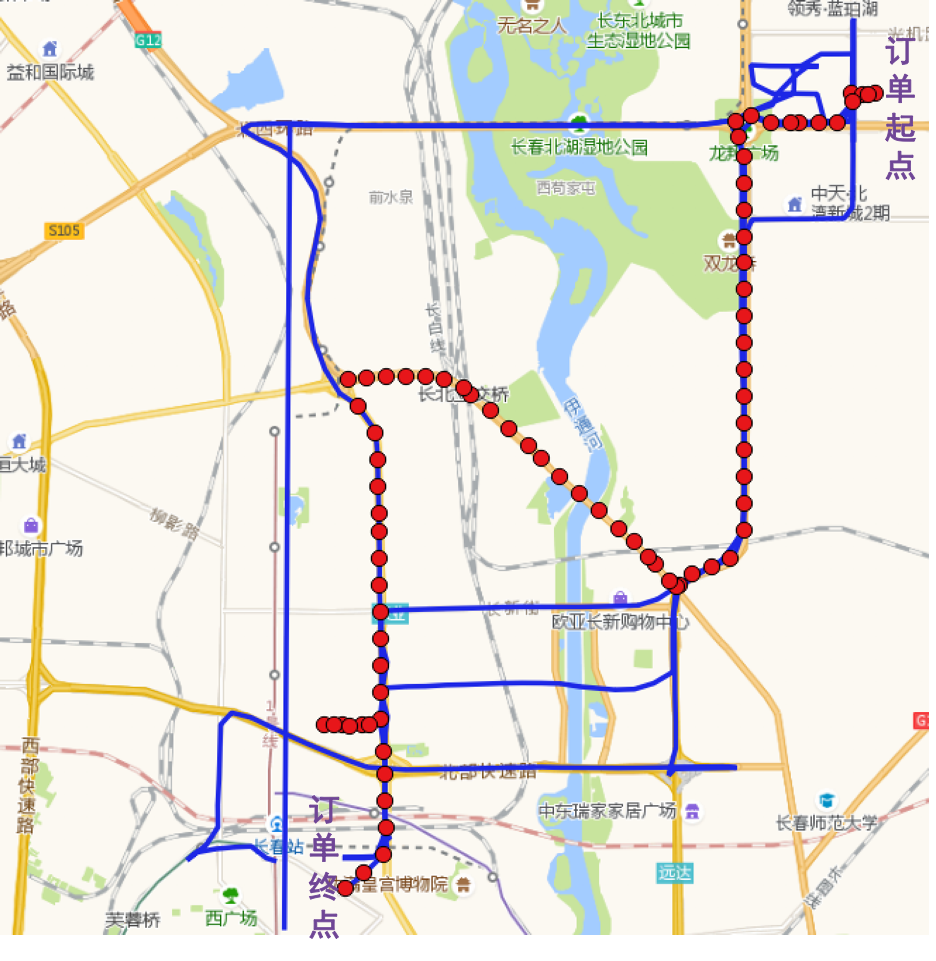 领秀·蓝珀湖
无名之人
长东北城市
生态湿地公园
G12
益和国际城
订
单
起
点
北四环路
长春北湖湿地公园
龙翔广场
西苟家屯
前水泉
中天·北
湾新城2期
S105
双龙
长北立交桥
伊通河
恒大城
柳影路
邦城市广场
长新街
欧亚长新购物中心
1号线
西部快速路
北部快速路
中东瑞家家居广场
长春师范大学
订
单
终
点
长春站
满皇宫博物院
远达
西广场
芙蓉桥